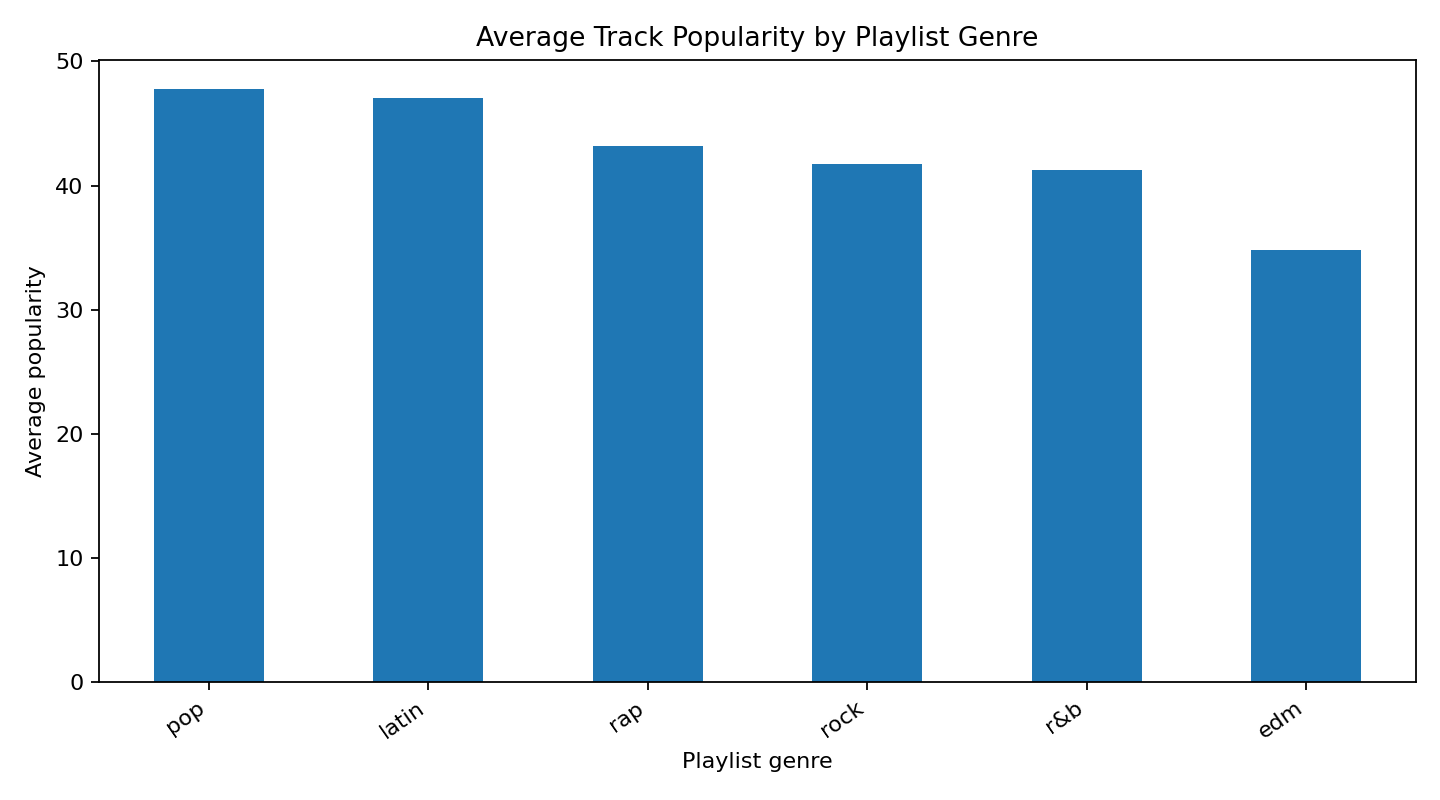 Average Track Popularity by Playlist Genre
50
40
30
20
10
0
Average popularity
pop
latin
rap
rock
r&b
edm
Playlist genre